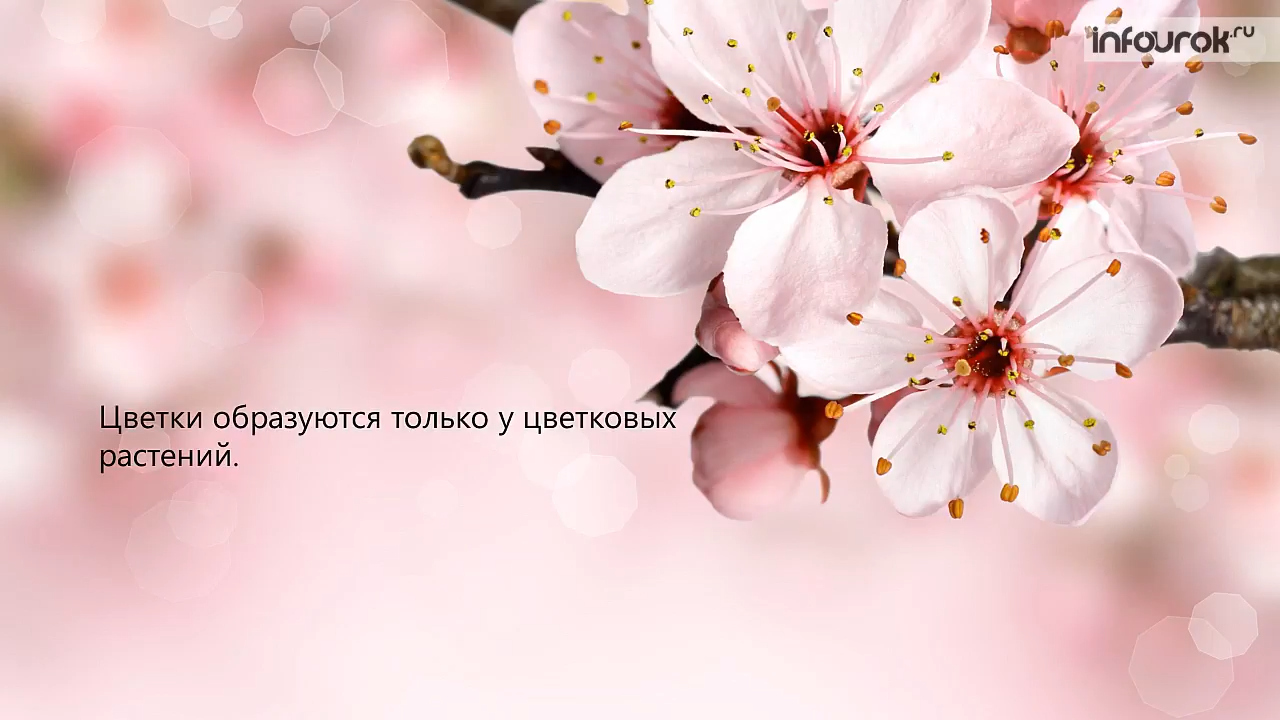 infourok.ru
Цветки образуются только у цветковых
растений.